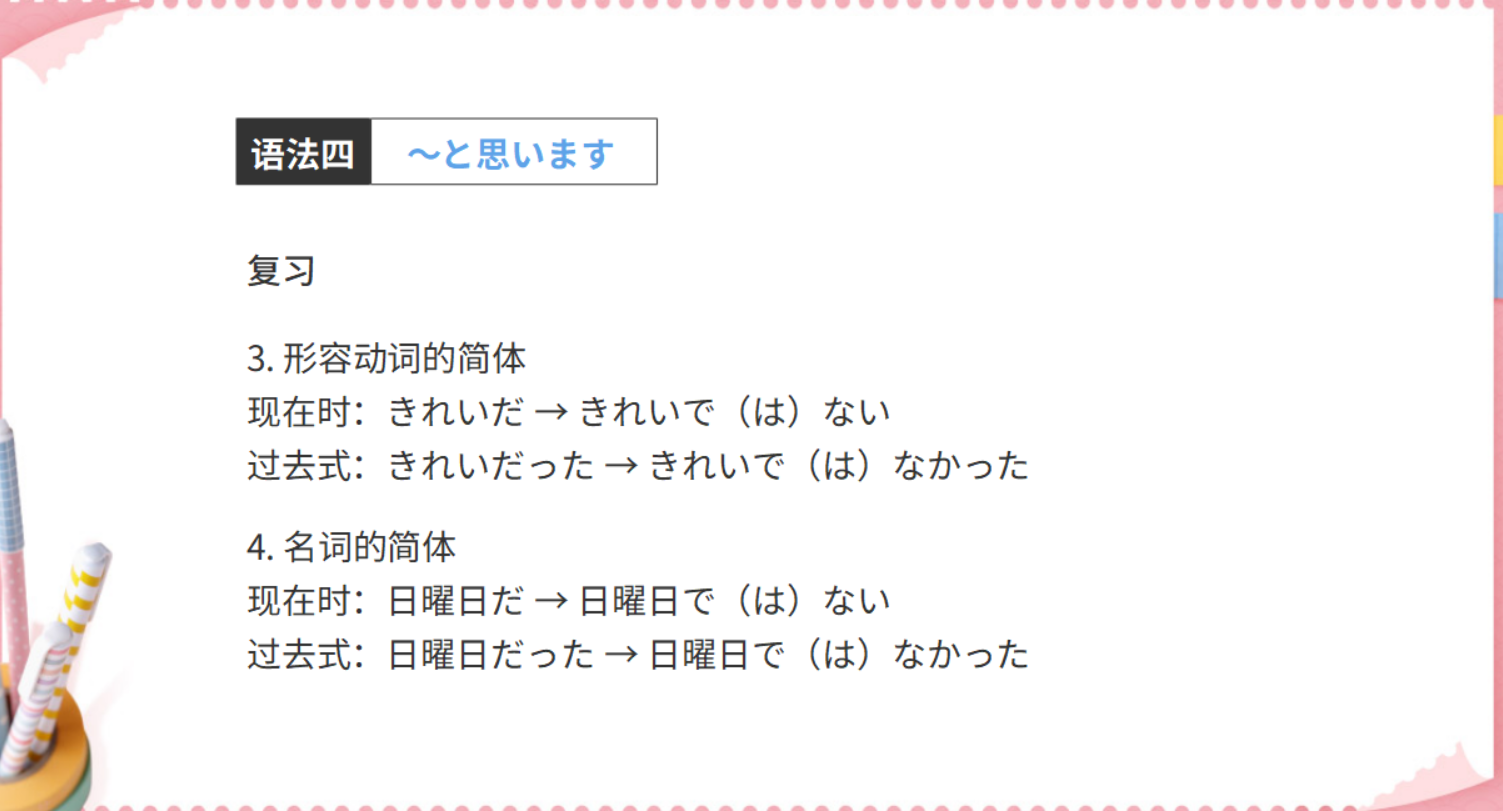 语法四 ～と思います
复习
3. 形容动词的简体
现在时：きれいだ → きれいで（は）ない
过去式：きれいだった → きれいで（は）なかった
4. 名词的简体
现在时：日曜日だ → 日曜日で（は）ない
过去式：日曜日だった → 日曜日で（は）なかった